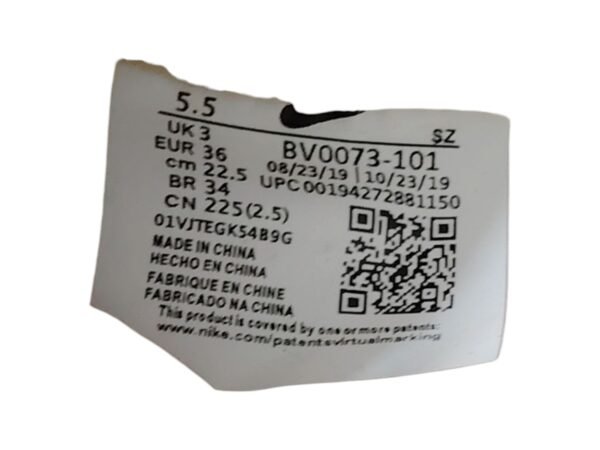 5.5
SZ
UK 3
EUR 36
cm 22.5
BR 34
CN 225(2.5)
BV0073-101
08/23/19 | 10/23/19
UPC 00194272881150
01VJTEGK54B9G
MADE IN CHINA
HECHO EN CHINA
FABRIQUE EN CHINE
FABRICADO NA CHINA
This product is covered by one or more patents:
www.nike.com/patentsvirtualmarking